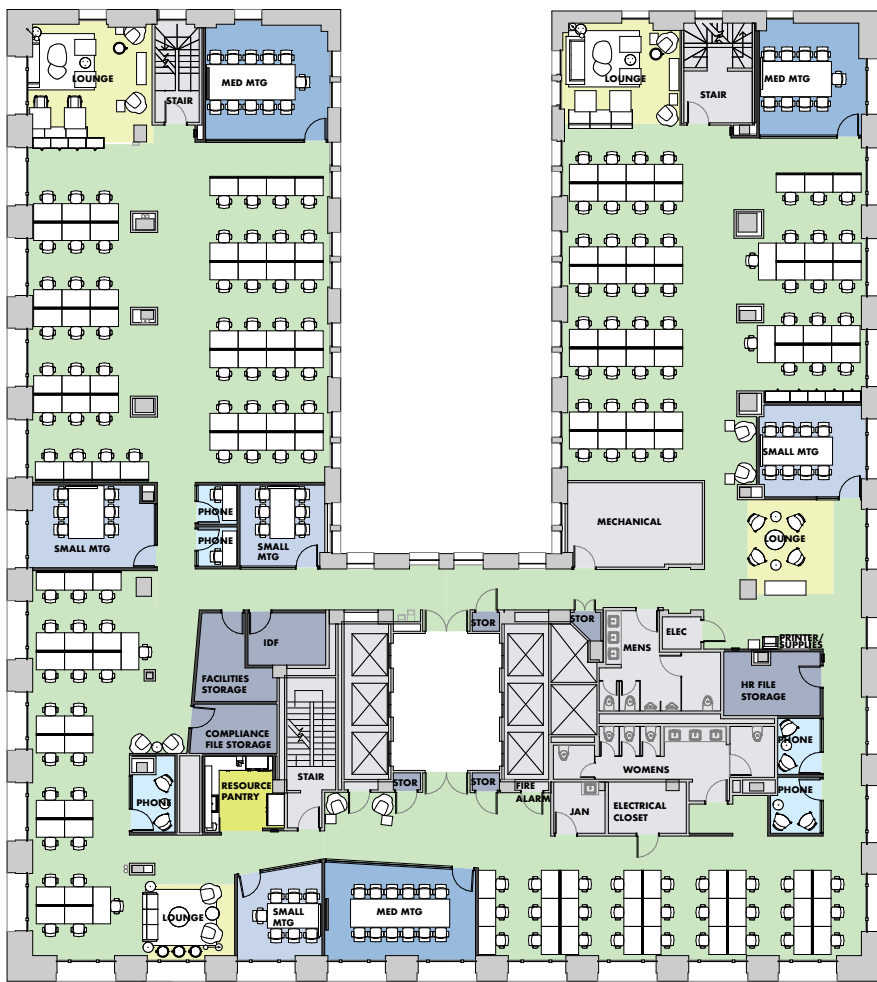 LOUNGE
STAIR
MED MTG
LOUNGE
STAIR
MED MTG
SMALL MTG
PHONE
PHONE
SMALL MTG
SMALL MTG
MECHANICAL
LOUNGE
IDF
FACILITIES
STORAGE
COMPLIANCE
FILE STORAGE
STOR
STOR
MENS
ELEC
PRINTER/
SUPPLIES
HR FILE
STORAGE
STAIR
RESOURCE
PANTRY
PHONE
STOR
STOR
FIRE
ALARM
WOMENS
JAN
ELECTRICAL
CLOSET
PHONE
PHONE
LOUNGE
SMALL
MTG
MED MTG